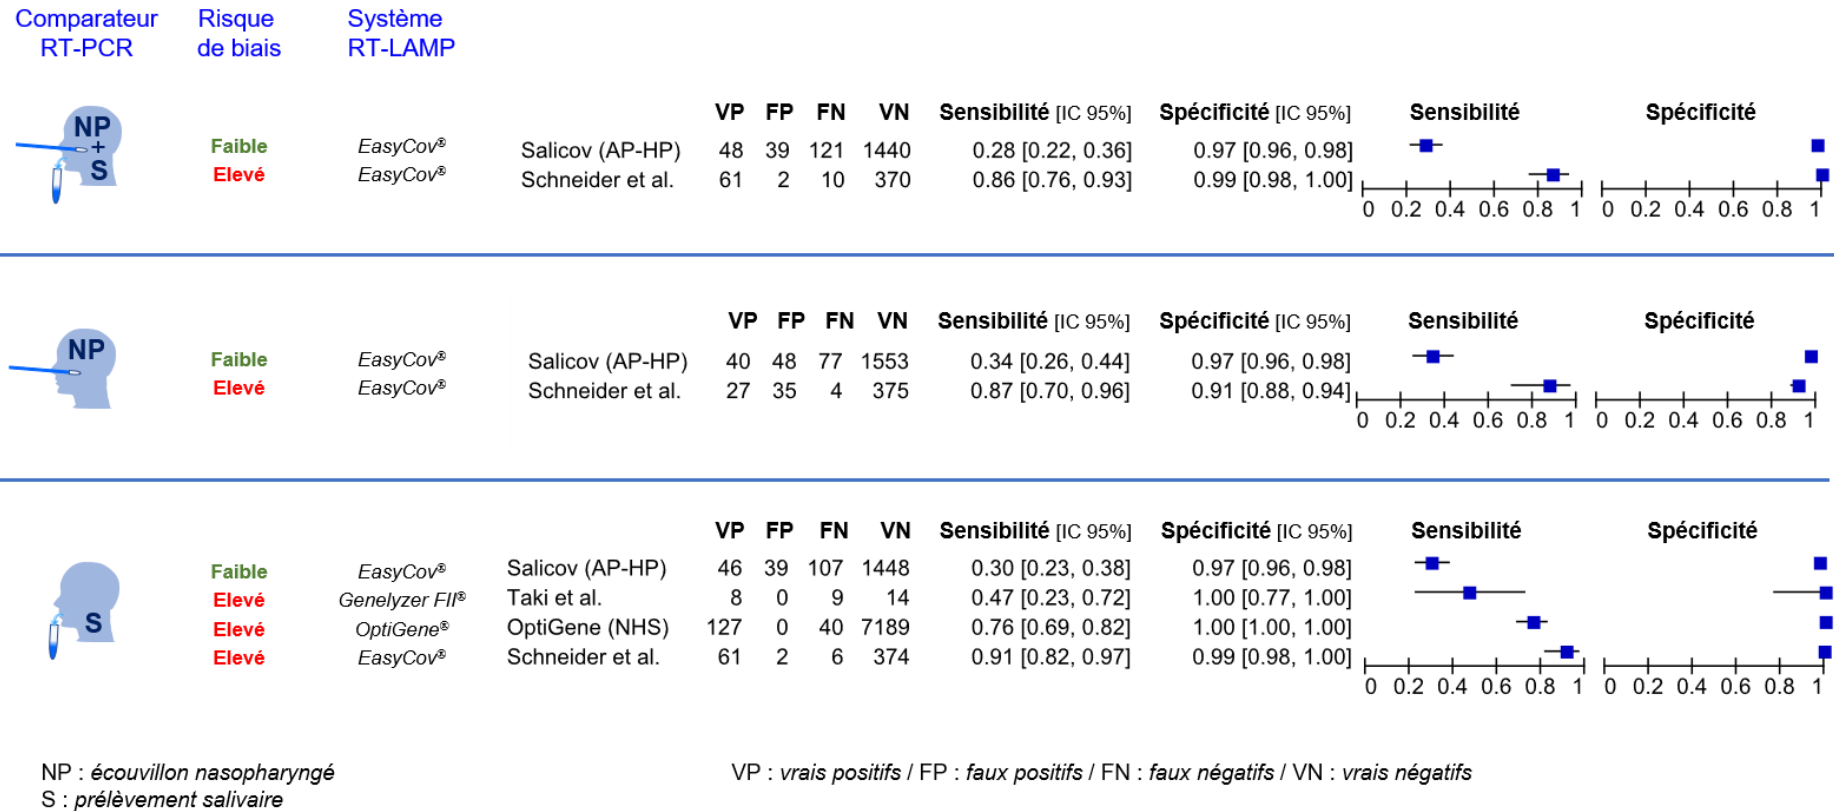 Comparateur Risque Système
RT-PCR de biais RT-LAMP
VP FP FN VN Sensibilité [IC 95%] Spécificité [IC 95%] Sensibilité Spécificité
NP
+
S
Faible EasyCov® Salicov (AP-HP) 48 39 121 1440 0.28 [0.22, 0.36] 0.97 [0.96, 0.98]
Elevé EasyCov® Schneider et al. 61 2 10 370 0.86 [0.76, 0.93] 0.99 [0.98, 1.00]
0 0.2 0.4 0.6 0.8 1 0 0.2 0.4 0.6 0.8 1
VP FP FN VN Sensibilité [IC 95%] Spécificité [IC 95%] Sensibilité Spécificité
NP
Faible EasyCov® Salicov (AP-HP) 40 48 77 1553 0.34 [0.26, 0.44] 0.97 [0.96, 0.98]
Elevé EasyCov® Schneider et al. 27 35 4 375 0.87 [0.70, 0.96] 0.91 [0.88, 0.94]
0 0.2 0.4 0.6 0.8 1 0 0.2 0.4 0.6 0.8 1
VP FP FN VN Sensibilité [IC 95%] Spécificité [IC 95%] Sensibilité Spécificité
Faible EasyCov® Salicov (AP-HP) 46 39 107 1448 0.30 [0.23, 0.38] 0.97 [0.96, 0.98]
Elevé Genelyzer FII® Taki et al. 8 0 9 14 0.47 [0.23, 0.72] 1.00 [0.77, 1.00]
S
Elevé OptiGene® OptiGene (NHS) 127 0 40 7189 0.76 [0.69, 0.82] 1.00 [1.00, 1.00]
Elevé EasyCov® Schneider et al. 61 2 6 374 0.91 [0.82, 0.97] 0.99 [0.98, 1.00]
0 0.2 0.4 0.6 0.8 1 0 0.2 0.4 0.6 0.8 1
NP : écouvillon nasopharyngé VP : vrais positifs / FP : faux positifs / FN : faux négatifs / VN : vrais négatifs
S : prélèvement salivaire